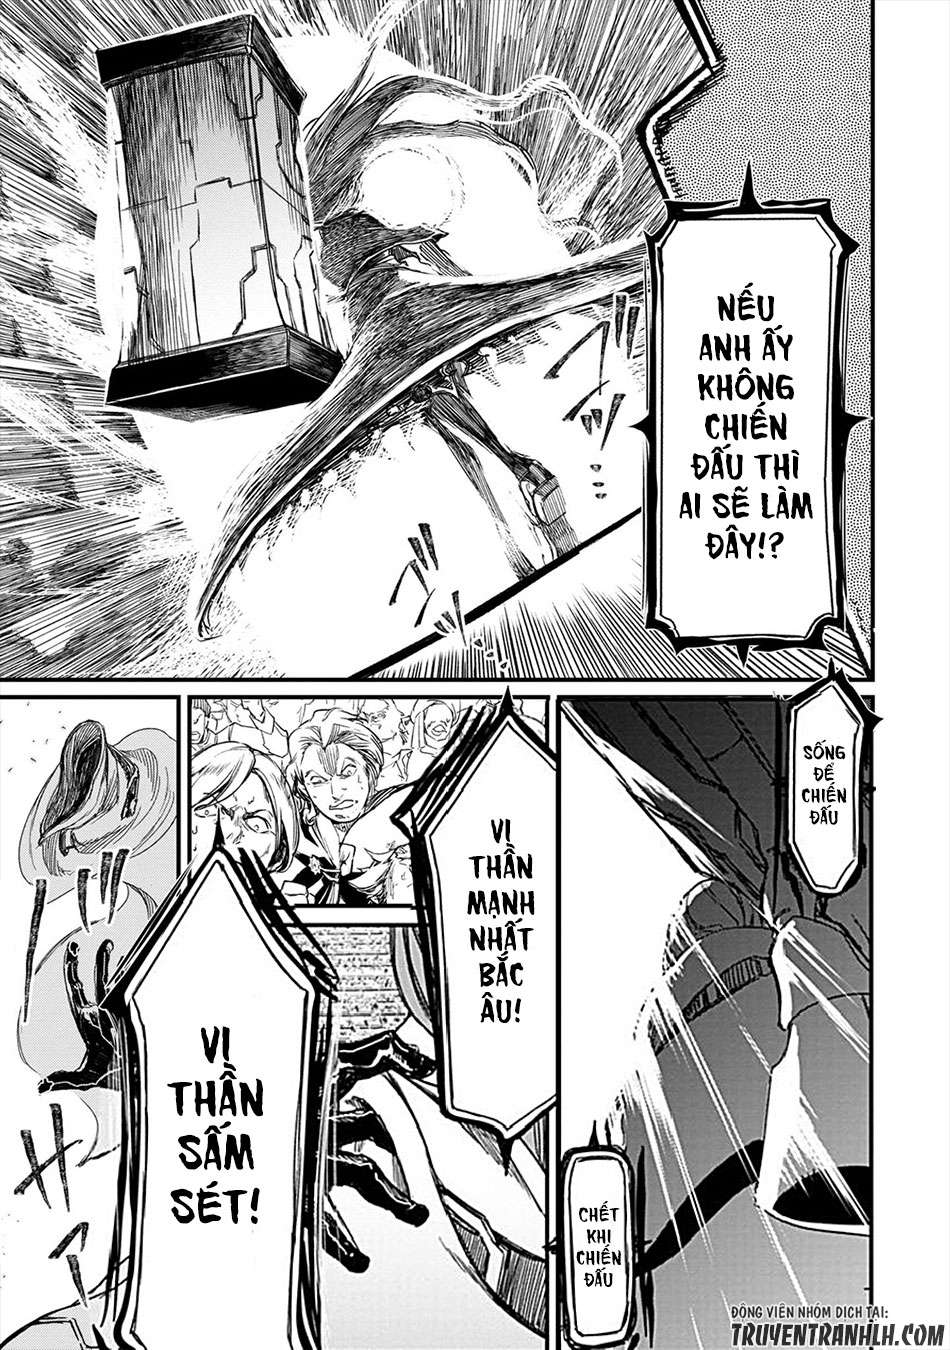 NẾU
ANH ẤY
KHÔNG
CHIẾN
ĐẤU THÌ
AI SẼ LÀM
ĐÂY!?
SỐNG
ĐỂ
CHIẾN
ĐẤU
CHẾT
KHI
CHIẾN
ĐẤU
VỊ
THẦN
MẠNH
NHẤT
BẮC
ÂU!
VỊ
THẦN
SẤM
SÉT!
ĐỘNG VIÊN NHÓM DỊCH TẠI:
TRUYENTRANHLH.COM